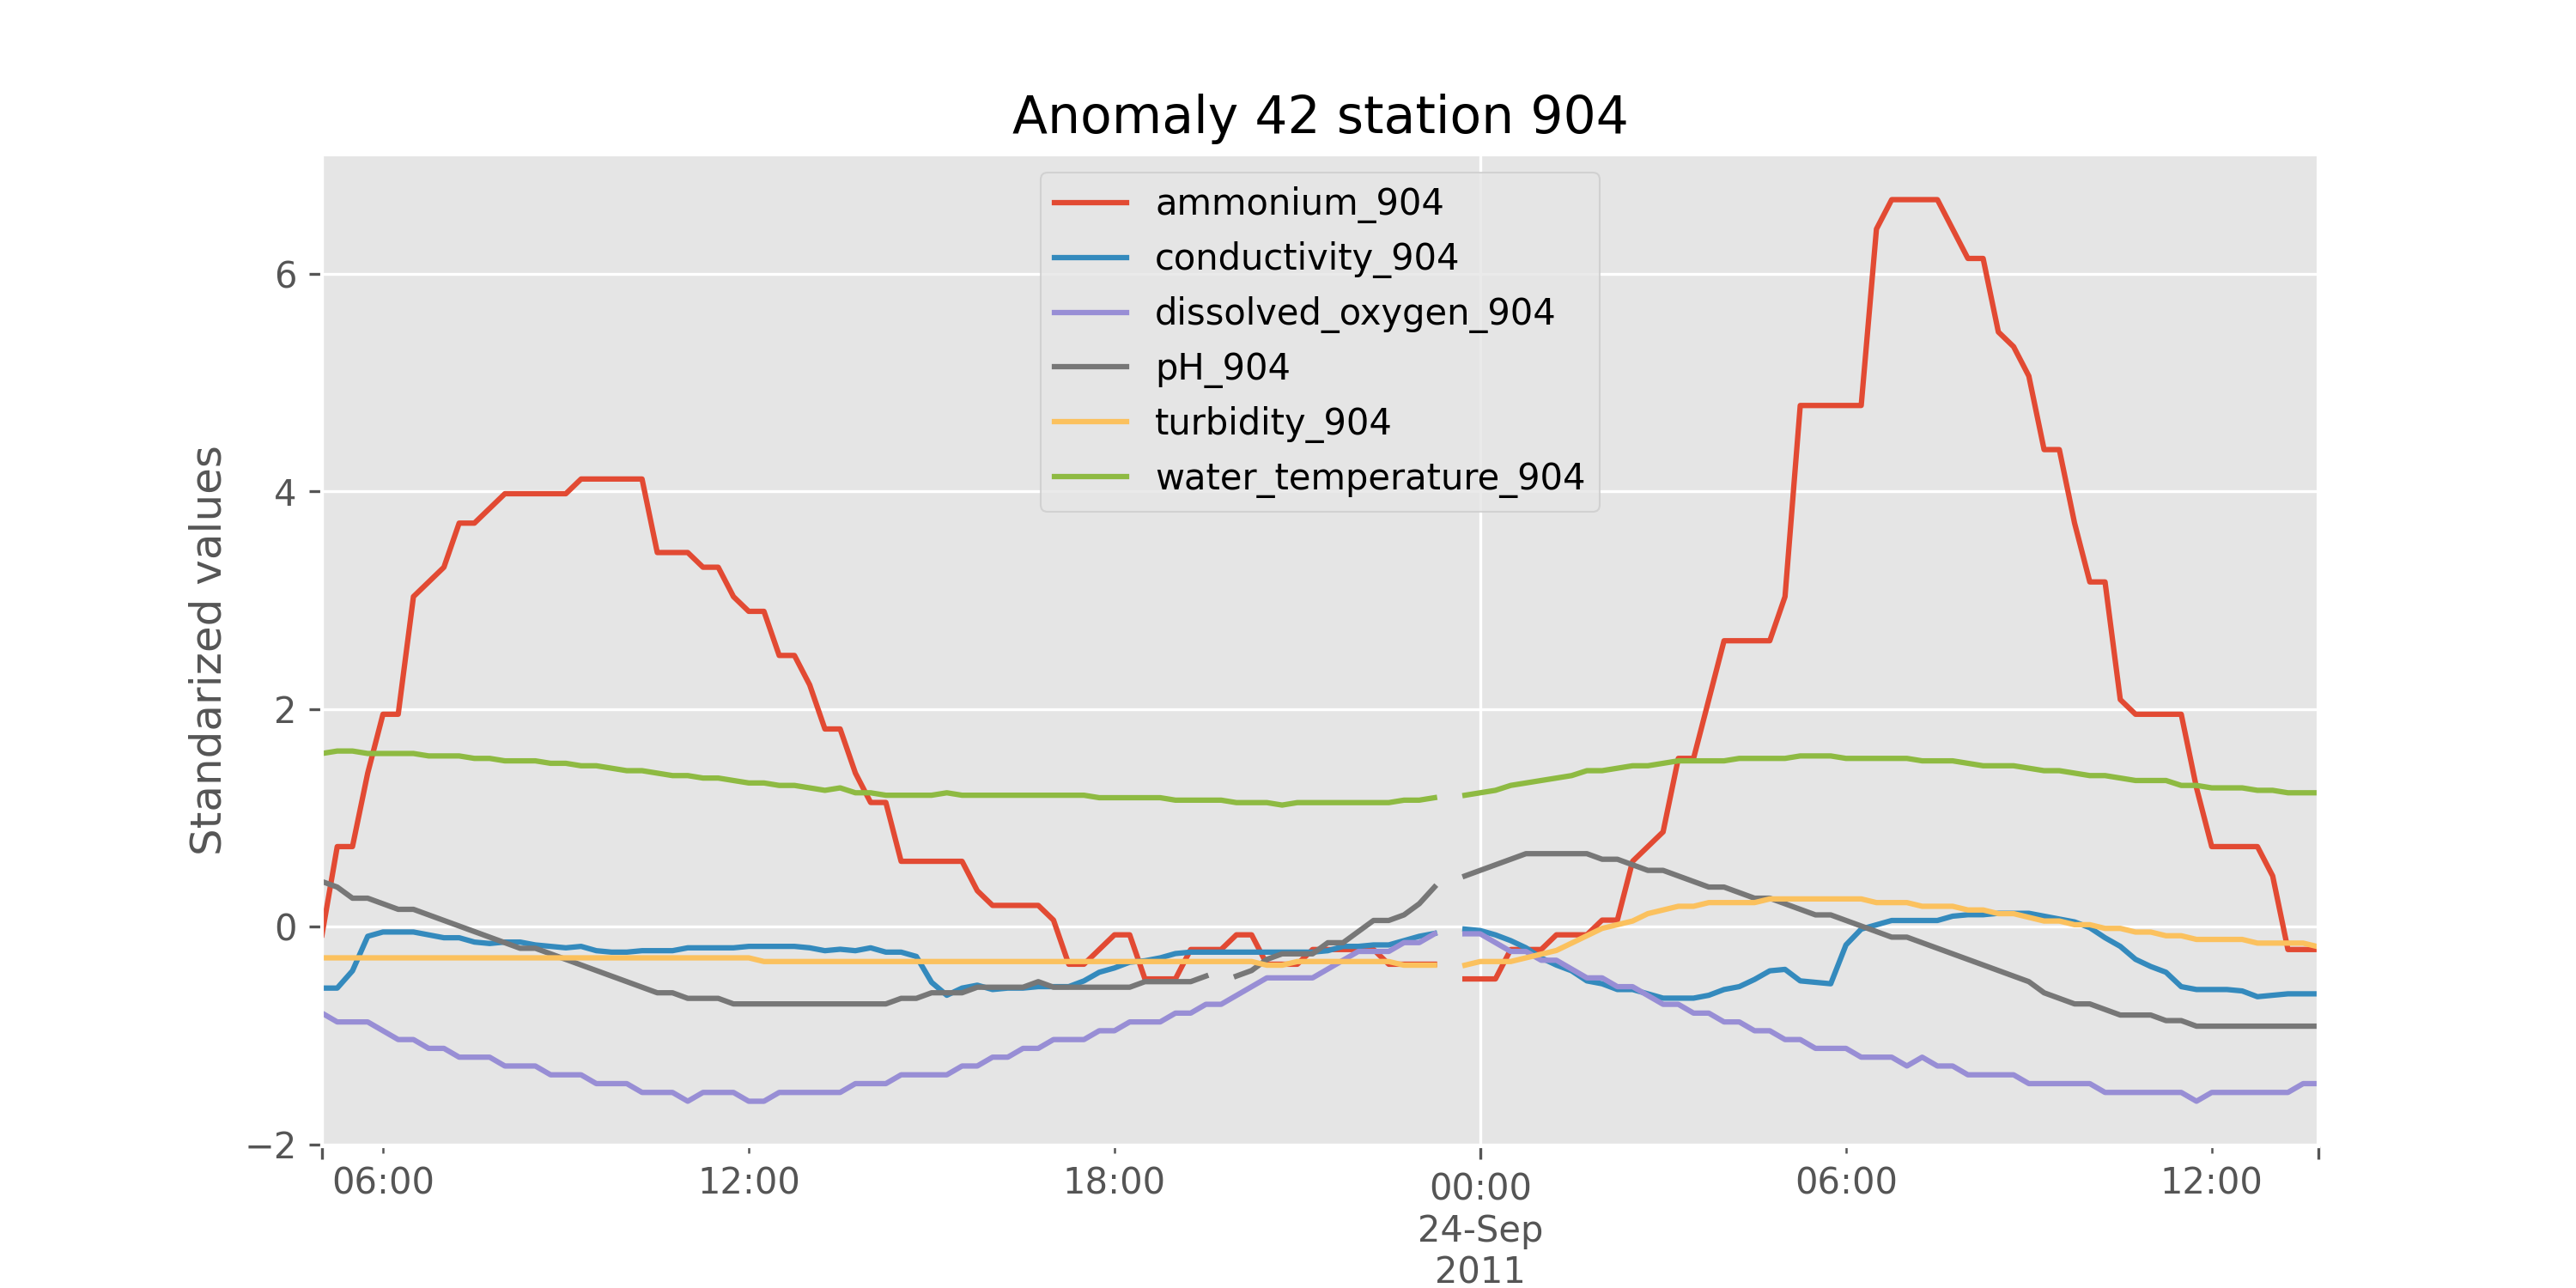 Anomaly 42 station 904
ammonium_904
conductivity_904
dissolved_oxygen_904
pH_904
turbidity_904
water_temperature_904
Standarized values
6
4
2
0
−2
06:00 12:00 18:00 00:00 06:00 12:00
24-Sep
2011